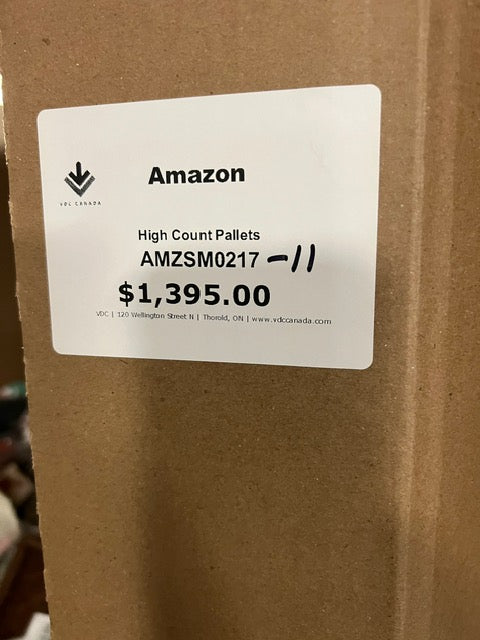 VDC CANADA
Amazon
High Count Pallets
AMZSM0217 -11
$1,395.00
VDC | 120 Wellington Street N | Thorold, ON | www.vdccanada.com